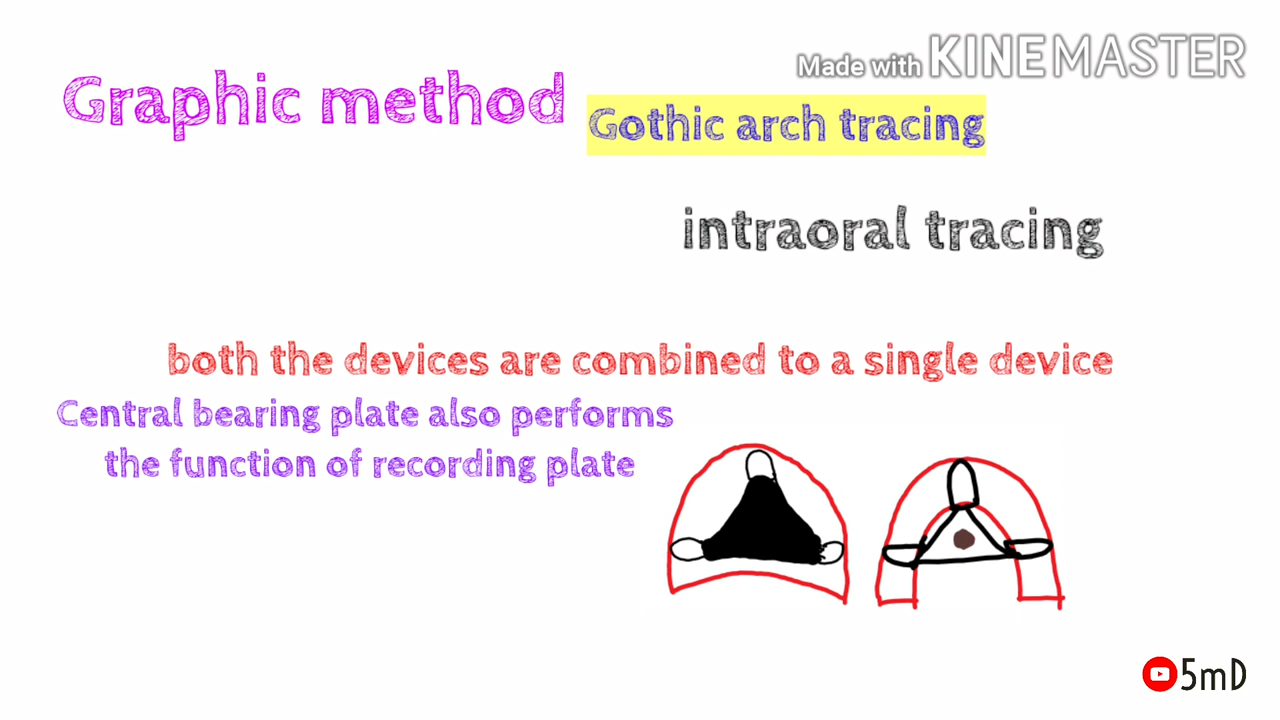 Made with KINEMASTER
Graphic method
Gothic arch tracing
intraoral tracing
both the devices are combined to a single device
Central bearing plate also performs
the function of recording plate
5mD